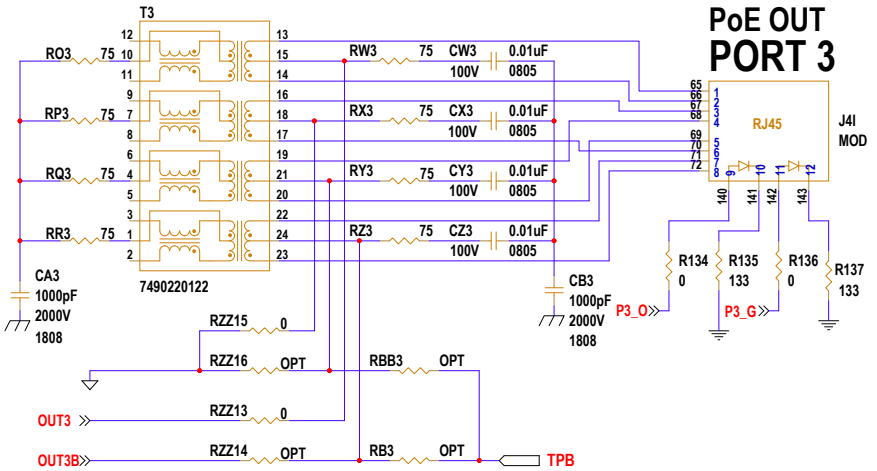 T3
PoE OUT
PORT 3
12 13
RO3 75 10 15 RW3 75 CW3 0.01uF
11 14 100V 0805
9 16
RP3 75 7 18 RX3 75 CX3 0.01uF
8 17 100V 0805
6 19
RQ3 75 4 21 RY3 75 CY3 0.01uF
5 20 100V 0805
3 22
RR3 75 1 24 RZ3 75 CZ3 0.01uF
2 23 100V 0805
7490220122
CA3
1000pF
2000V
1808
CB3
1000pF
2000V
1808
65 1
66 2
67 3
68 4
69 5
70 6
71 7
72 8
RJ45
J4I
MOD
9 10 11 12
140 141 142 143
R134
0
R135
133
R136
0
R137
133
P3_O
P3_G
RZZ15 0
RZZ16 OPT RBB3 OPT
OUT3 RZZ13 0
OUT3B RZZ14 OPT RB3 OPT TPB